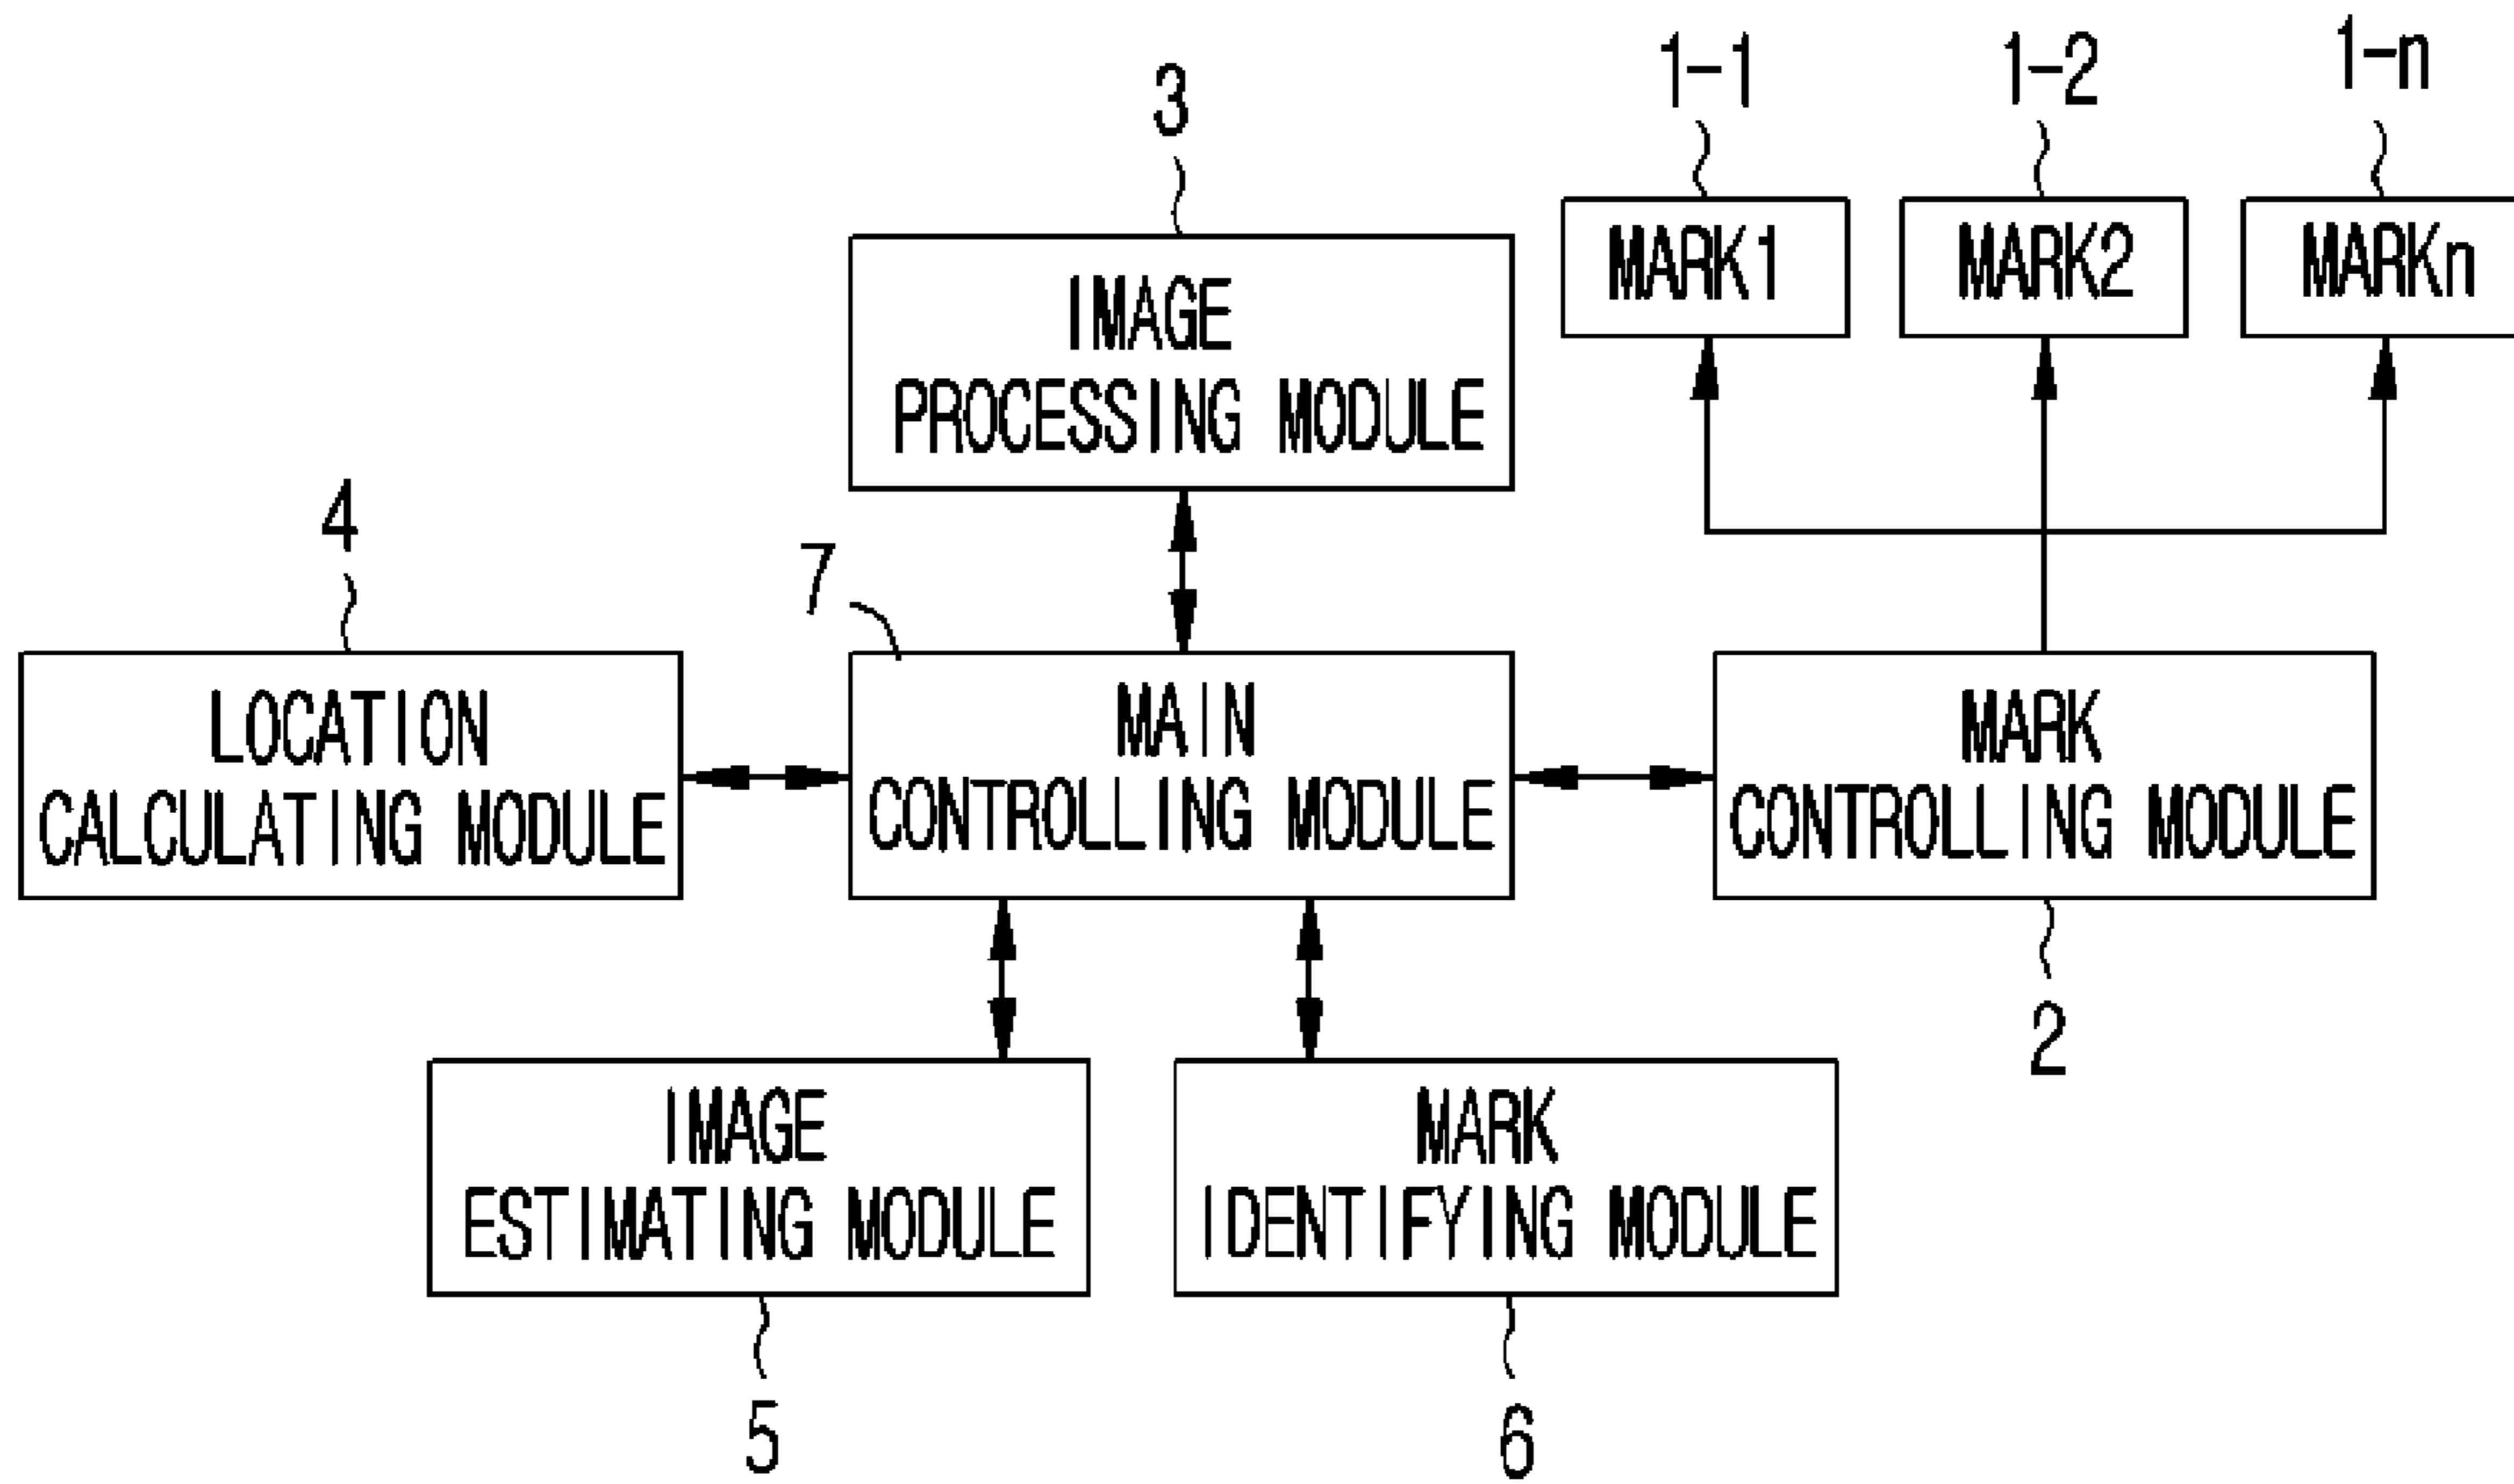 1-1
1-2
1-n
3
MARK1
MARK2
MARKn
IMAGE
PROCESSING MODULE
4
7
LOCATION
CALCULATING MODULE
MAIN
CONTROLLING MODULE
MARK
CONTROLLING MODULE
2
IMAGE
ESTIMATING MODULE
MARK
IDENTIFYING MODULE
5
6